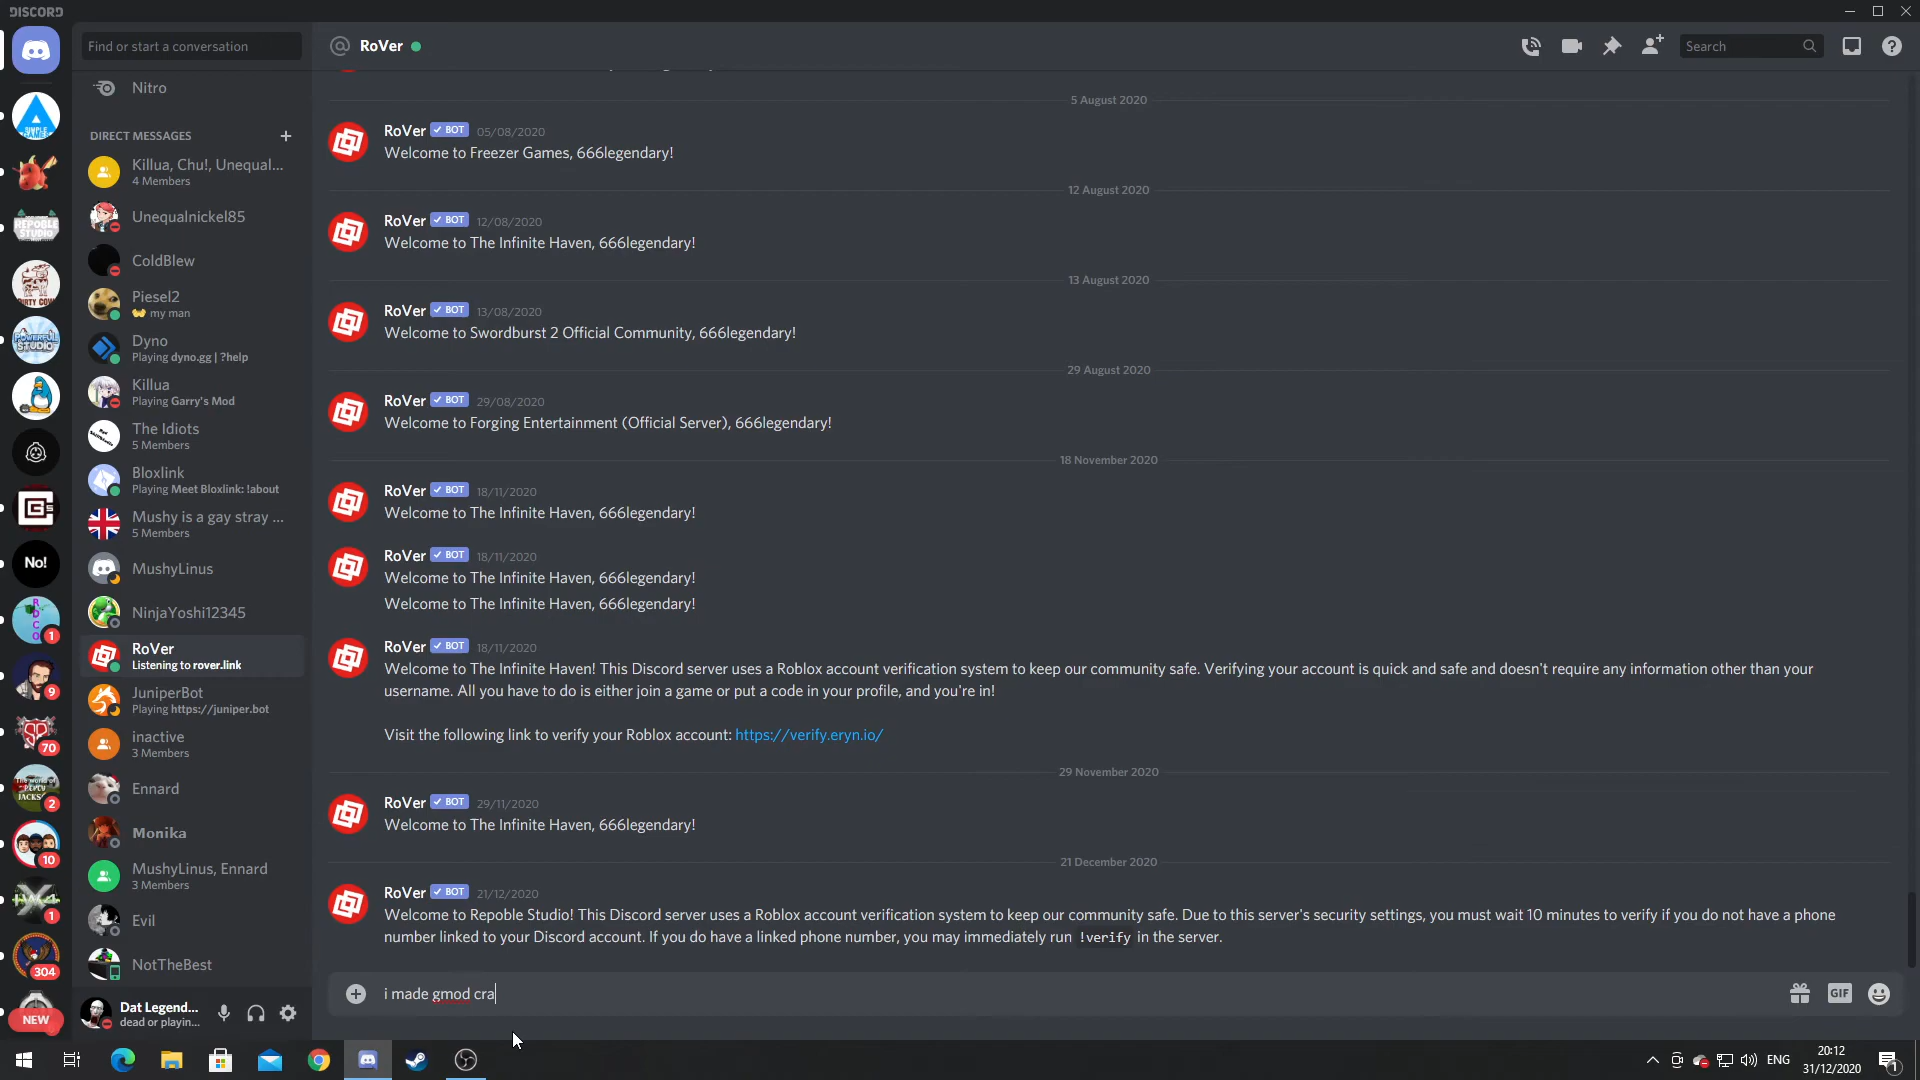 DISCORD
Find or start a conversation
RoVer
Search
Nitro
DIRECT MESSAGES
Killua, Chu!, Unequal...
4 Members
Unequalnickel85
ColdBlew
Piesel2
my man
Dyno
Playing dyno.gg | ?help
Killua
Playing Garry's Mod
The Idiots
5 Members
Bloxlink
Playing Meet Bloxlink: !about
Mushy is a gay stray ...
5 Members
MushyLinus
NinjaYoshi12345
RoVer
Listening to rover.link
JuniperBot
Playing https://juniper.bot
inactive
3 Members
Ennard
Monika
MushyLinus, Ennard
3 Members
Evil
NotTheBest
Dat Legend...
dead or playin...
5 August 2020
RoVer BOT 05/08/2020
Welcome to Freezer Games, 666legendary!
12 August 2020
RoVer BOT 12/08/2020
Welcome to The Infinite Haven, 666legendary!
13 August 2020
RoVer BOT 13/08/2020
Welcome to Swordburst 2 Official Community, 666legendary!
29 August 2020
RoVer BOT 29/08/2020
Welcome to Forging Entertainment (Official Server), 666legendary!
18 November 2020
RoVer BOT 18/11/2020
Welcome to The Infinite Haven, 666legendary!
RoVer BOT 18/11/2020
Welcome to The Infinite Haven, 666legendary!
Welcome to The Infinite Haven, 666legendary!
RoVer BOT 18/11/2020
Welcome to The Infinite Haven! This Discord server uses a Roblox account verification system to keep our community safe. Verifying your account is quick and safe and doesn't require any information other than your
username. All you have to do is either join a game or put a code in your profile, and you're in!
Visit the following link to verify your Roblox account: https://verify.eryn.io/
29 November 2020
RoVer BOT 29/11/2020
Welcome to The Infinite Haven, 666legendary!
21 December 2020
RoVer BOT 21/12/2020
Welcome to Repoble Studio! This Discord server uses a Roblox account verification system to keep our community safe. Due to this server's security settings, you must wait 10 minutes to verify if you do not have a phone
number linked to your Discord account. If you do have a linked phone number, you may immediately run !verify in the server.
i made gmod cra
GIF
No!
1
9
70
2
10
1
304
NEW
ENG
20:12
31/12/2020
1